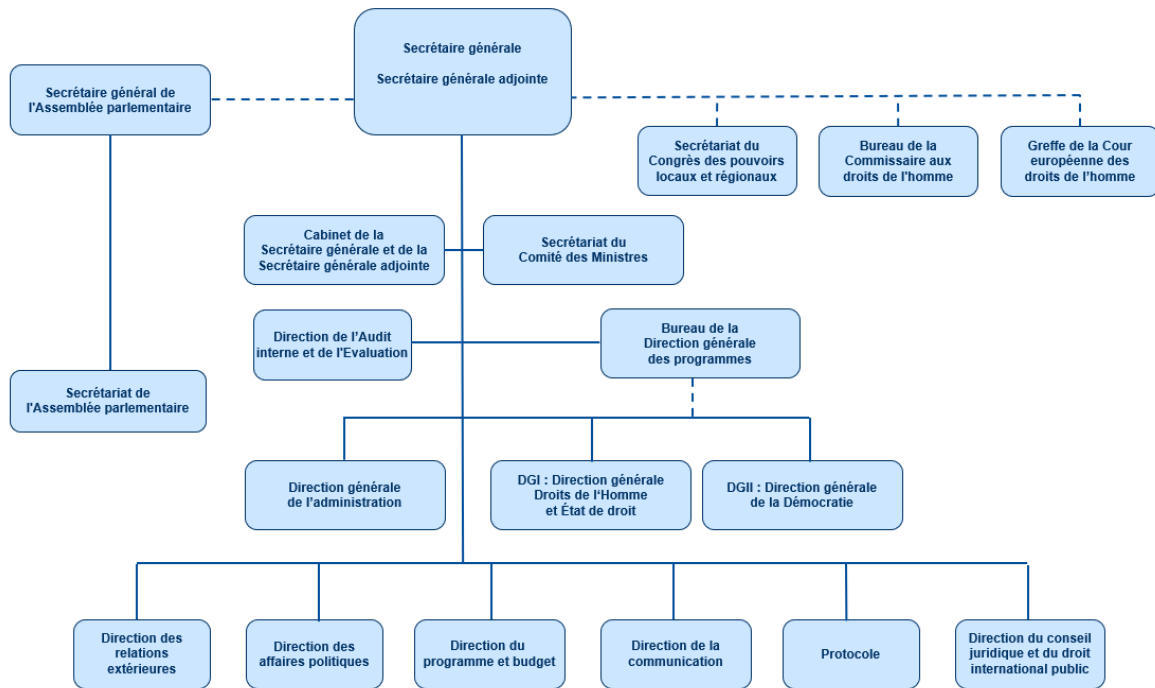 Secrétaire générale
Secrétaire générale adjointe
Secrétaire général de
l'Assemblée parlementaire
Secrétariat du
Congrès des pouvoirs
locaux et régionaux
Bureau de la
Commissaire aux
droits de l'homme
Greffe de la Cour
européenne des
droits de l’homme
Cabinet de la
Secrétaire générale et de la
Secrétaire générale adjointe
Secrétariat du
Comité des Ministres
Direction de l’Audit
interne et de l'Evaluation
Bureau de la
Direction générale
des programmes
Secrétariat de
l'Assemblée parlementaire
Direction générale
de l’administration
DGI : Direction générale
Droits de l‘Homme
et État de droit
DGII : Direction générale
de la Démocratie
Direction des
relations
extérieures
Direction des
affaires politiques
Direction du
programme et budget
Direction de la
communication
Protocole
Direction du conseil
juridique et du droit
international public